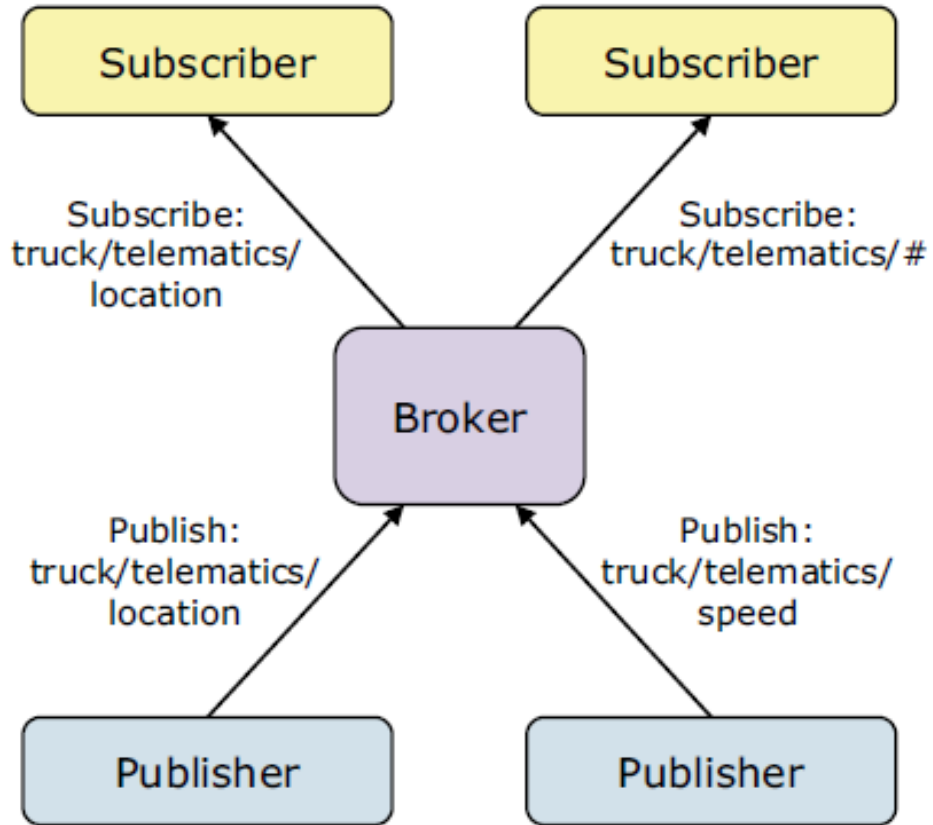 Subscriber
Subscriber
Subscribe:
truck/telematics/
location
Subscribe:
truck/telematics/#
Broker
Publish:
truck/telematics/
location
Publish:
truck/telematics/
speed
Publisher
Publisher